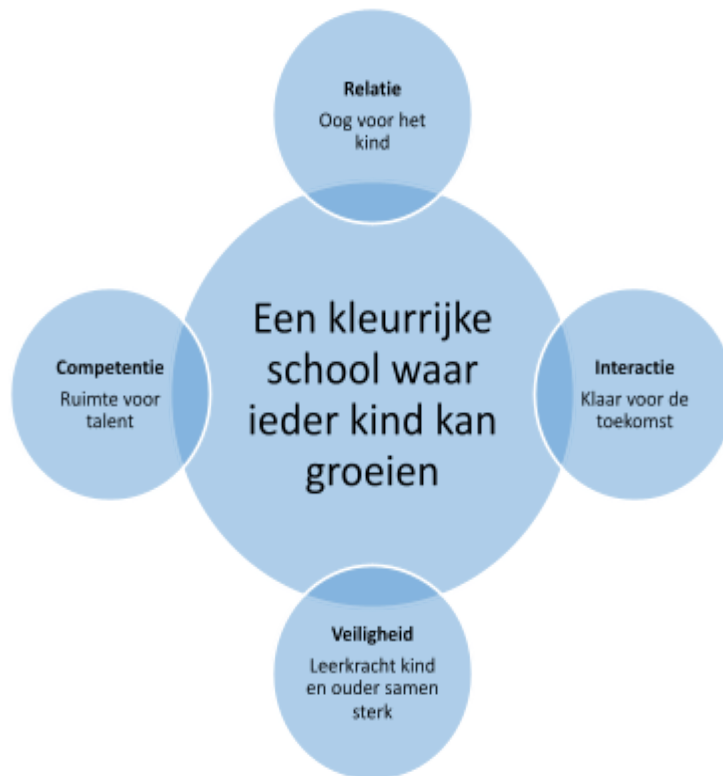 Relatie
Oog voor het
kind
Een kleurrijke
school waar
ieder kind kan
groeien
Competentie
Ruimte voor
talent
Interactie
Klaar voor de
toekomst
Veiligheid
Leerkracht kind
en ouder samen
sterk